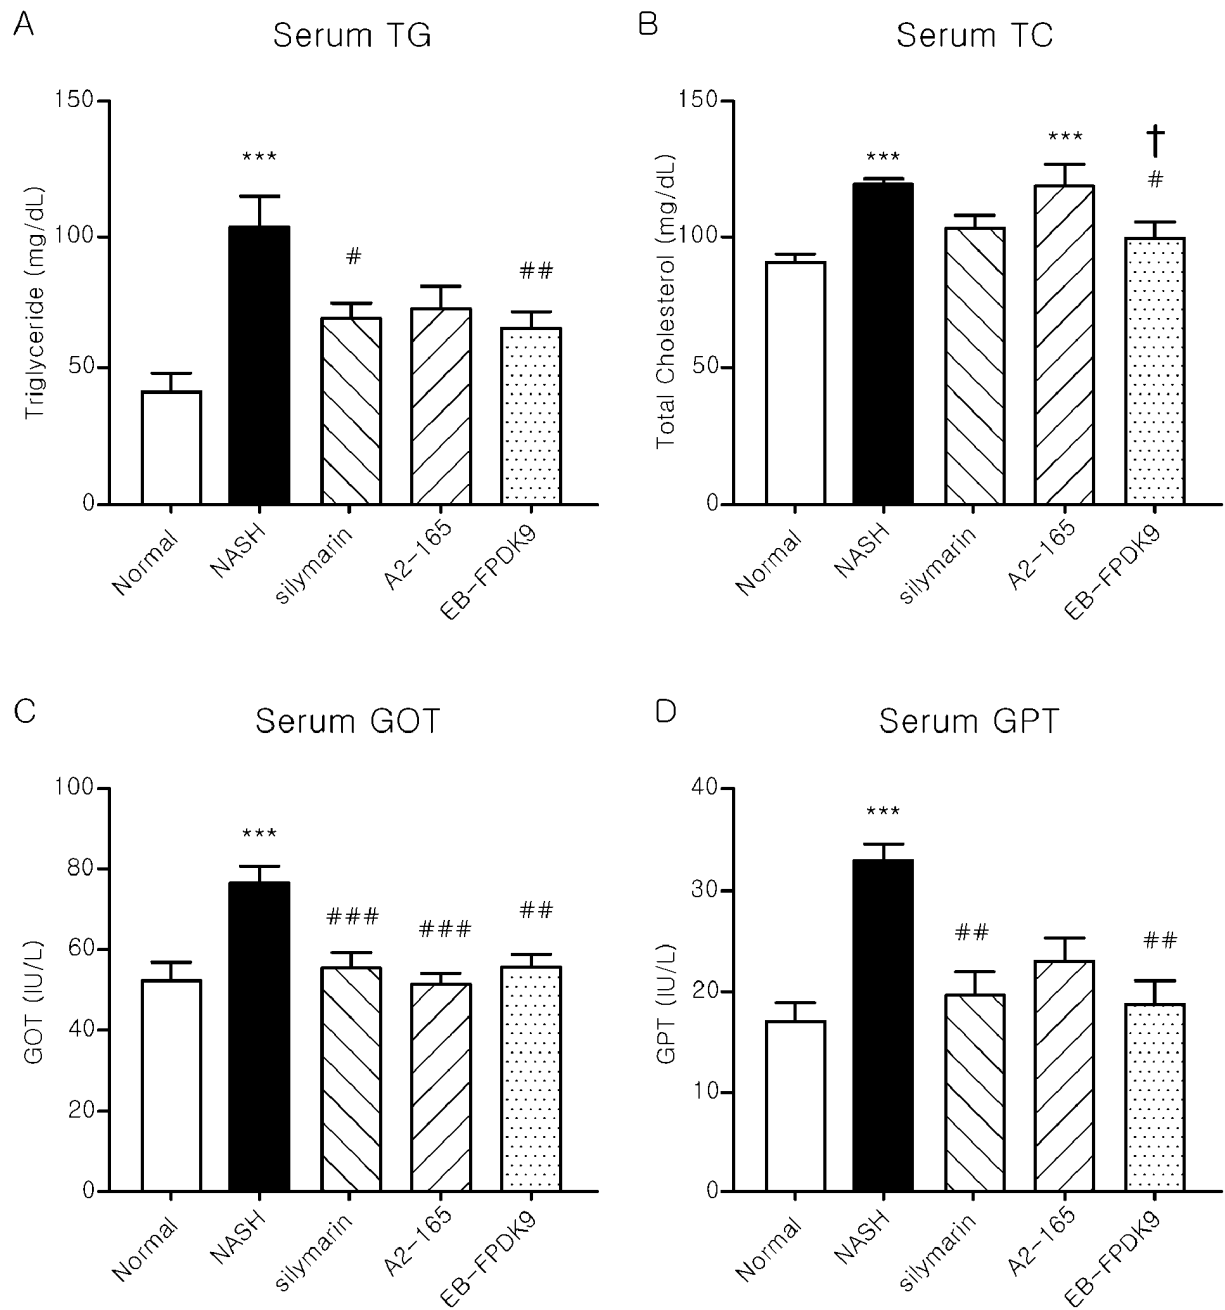 A
Serum TG
Triglyceride (mg/dL)
150
100
50
0
***
#
##
Normal
NASH
silymarin
A2-165
EB-FPDK9
B
Serum TC
Total Cholesterol (mg/dL)
150
100
50
0
***
***
†
#
Normal
NASH
silymarin
A2-165
EB-FPDK9
C
Serum GOT
GOT (IU/L)
100
80
60
40
20
0
***
###
###
##
Normal
NASH
silymarin
A2-165
EB-FPDK9
D
Serum GPT
GPT (IU/L)
40
30
20
10
0
***
##
##
Normal
NASH
silymarin
A2-165
EB-FPDK9